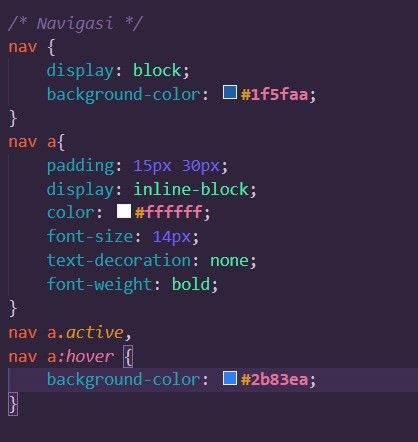 /* Navigasi */
nav {
    display: block;
    background-color: #1f5faa;
}
nav a{
    padding: 15px 30px;
    display: inline-block;
    color: #ffffff;
    font-size: 14px;
    text-decoration: none;
    font-weight: bold;
}
nav a.active,
nav a:hover {
    background-color: #2b83ea;
}